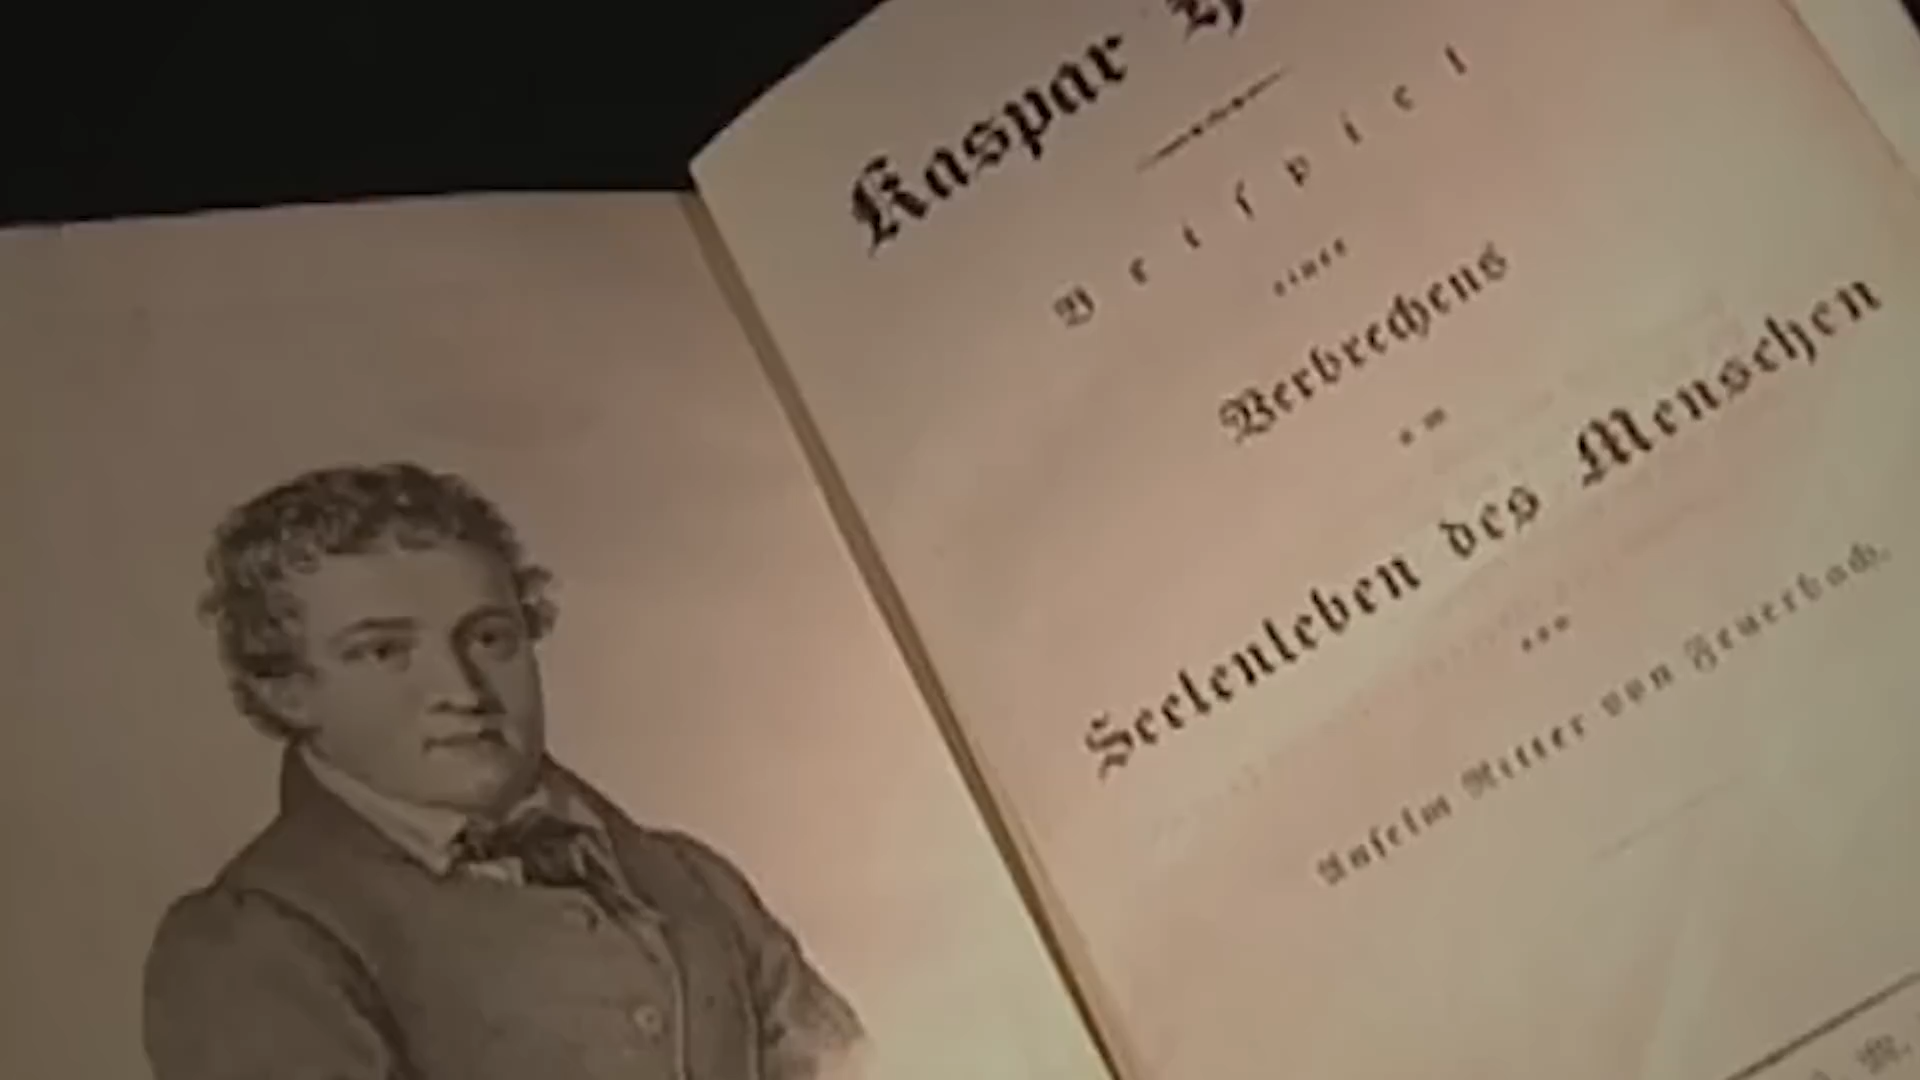 Kaspar H
Beispiel
eines
Verbrechens
am
Seelenleben des Menschen
von
Anselm Ritter von Feuerbach.